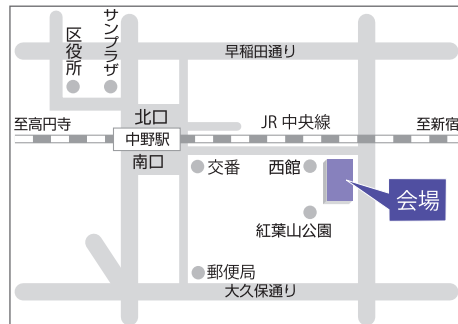 サンプラザ
区役所
早稲田通り
北口
JR中央線
至高円寺
至新宿
中野駅
南口
交番
西館
会場
紅葉山公園
郵便局
大久保通り